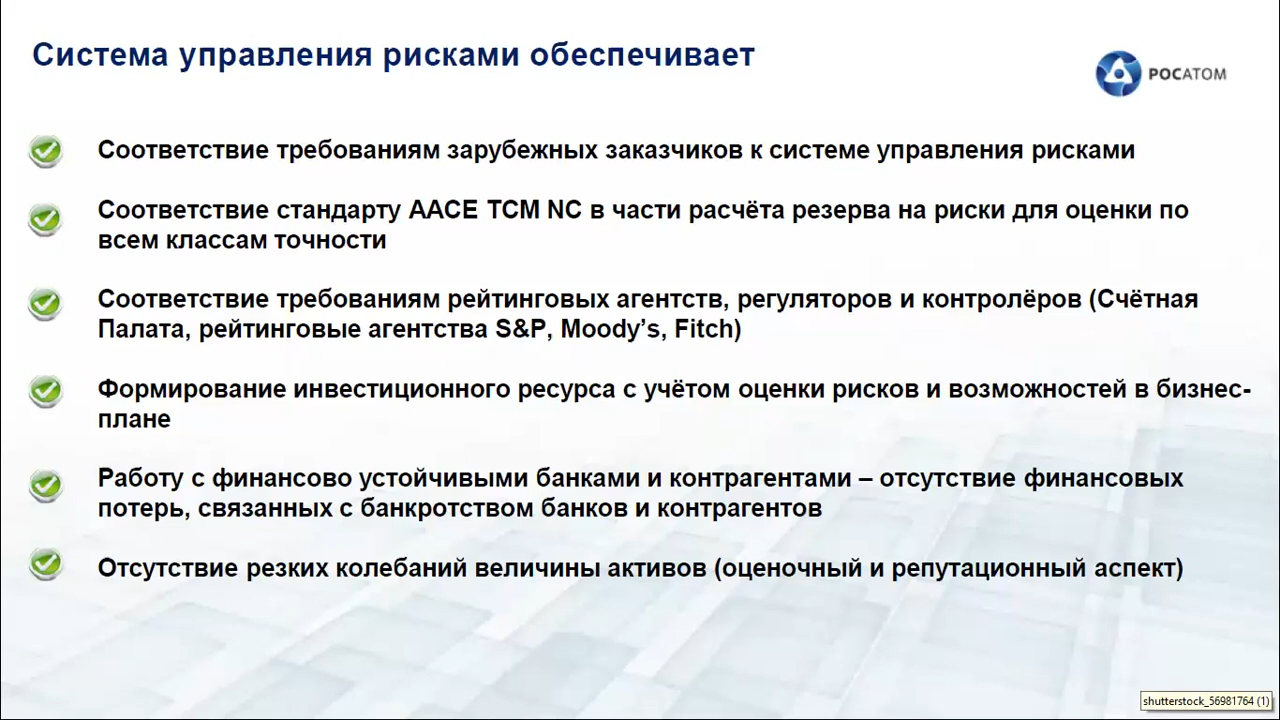 Система управления рисками обеспечивает
РОСАТОМ
Соответствие требованиям зарубежных заказчиков к системе управления рисками
Соответствие стандарту AACE TCM NC в части расчёта резерва на риски для оценки по
всем классам точности
Соответствие требованиям рейтинговых агентств, регуляторов и контролёров (Счётная
Палата, рейтинговые агентства S&P, Moody’s, Fitch)
Формирование инвестиционного ресурса с учётом оценки рисков и возможностей в бизнес-
плане
Работу с финансово устойчивыми банками и контрагентами – отсутствие финансовых
потерь, связанных с банкротством банков и контрагентов
Отсутствие резких колебаний величины активов (оценочный и репутационный аспект)
shutterstock_56981764 (1)